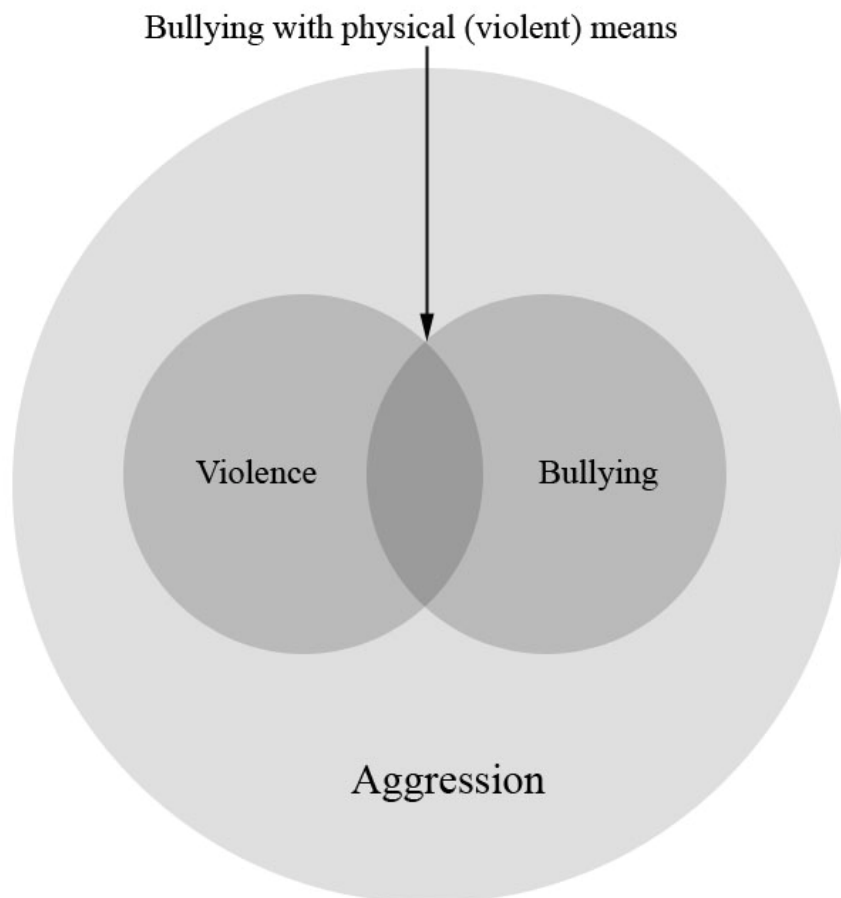 Bullying with physical (violent) means
Violence
Bullying
Aggression